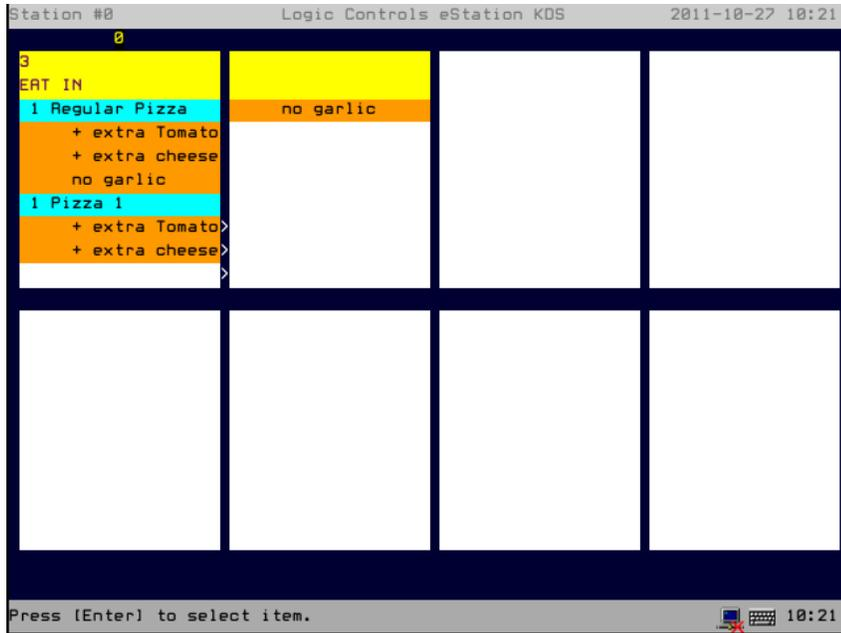 Station #0 Logic Controls eStation KDS 2011-10-27 10:21
0
3
EAT IN
1 Regular Pizza
+ extra Tomato
+ extra cheese
no garlic
1 Pizza 1
+ extra Tomato>
+ extra cheese>
>
no garlic
Press [Enter] to select item. 10:21